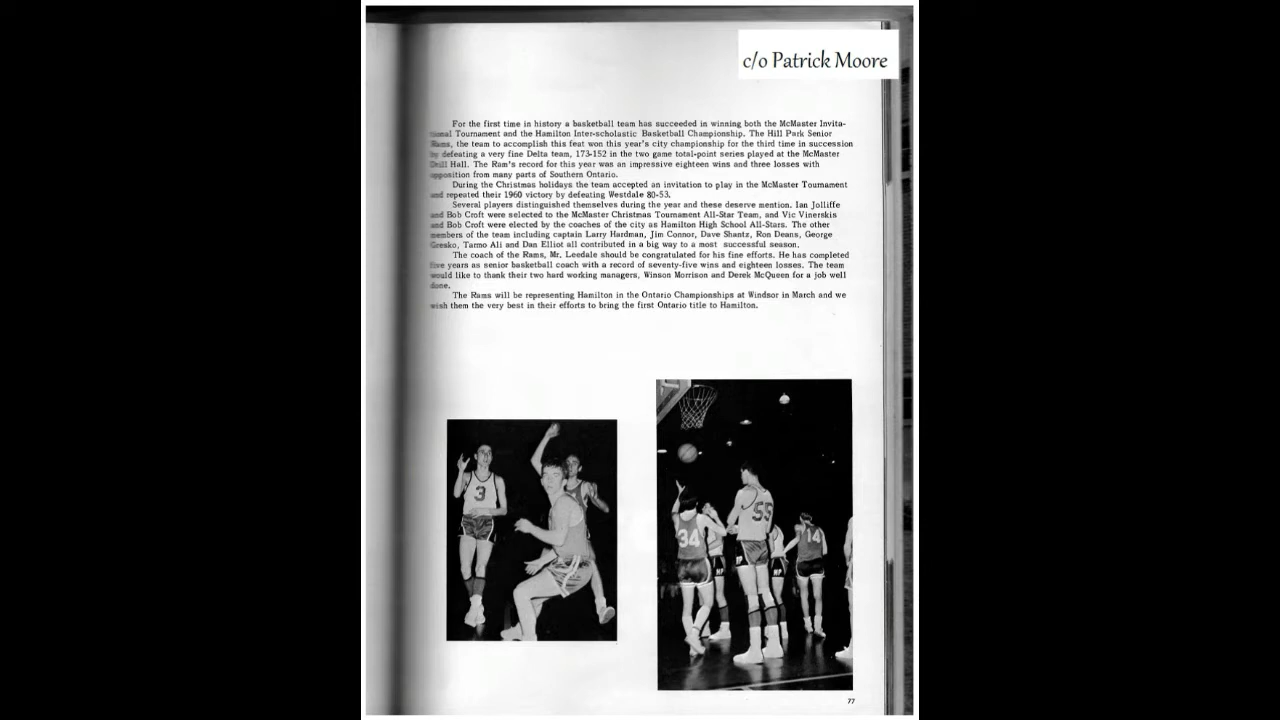 c/o Patrick Moore
For the first time in history a basketball team has succeeded in winning both the McMaster Invita-
tional Tournament and the Hamilton Inter-scholastic Basketball Championship. The Hill Park Senior
Rams, the team to accomplish this feat won this year's city championship for the third time in succession
by defeating a very fine Delta team, 173-152 in the two game total-point series played at the McMaster
Drill Hall. The Ram's record for this year was an impressive eighteen wins and three losses with
opposition from many parts of Southern Ontario.
During the Christmas holidays the team accepted an invitation to play in the McMaster Tournament
and repeated their 1960 victory by defeating Westdale 80-53.
Several players distinguished themselves during the year and these deserve mention. Ian Jolliffe
and Bob Croft were selected to the McMaster Christmas Tournament All-Star Team, and Vic Vinerskis
and Bob Croft were elected by the coaches of the city as Hamilton High School All-Stars. The other
members of the team including captain Larry Hardman, Jim Connor, Dave Shantz, Ron Deans, George
Gresko, Tarmo Ali and Dan Elliot all contributed in a big way to a most successful season.
The coach of the Rams, Mr. Leedale should be congratulated for his fine efforts. He has completed
five years as senior basketball coach with a record of seventy-five wins and eighteen losses. The team
would like to thank their two hard working managers, Winson Morrison and Derek McQueen for a job well
done.
The Rams will be representing Hamilton in the Ontario Championships at Windsor in March and we
wish them the very best in their efforts to bring the first Ontario title to Hamilton.
3
34
55
14
HP
HP
77